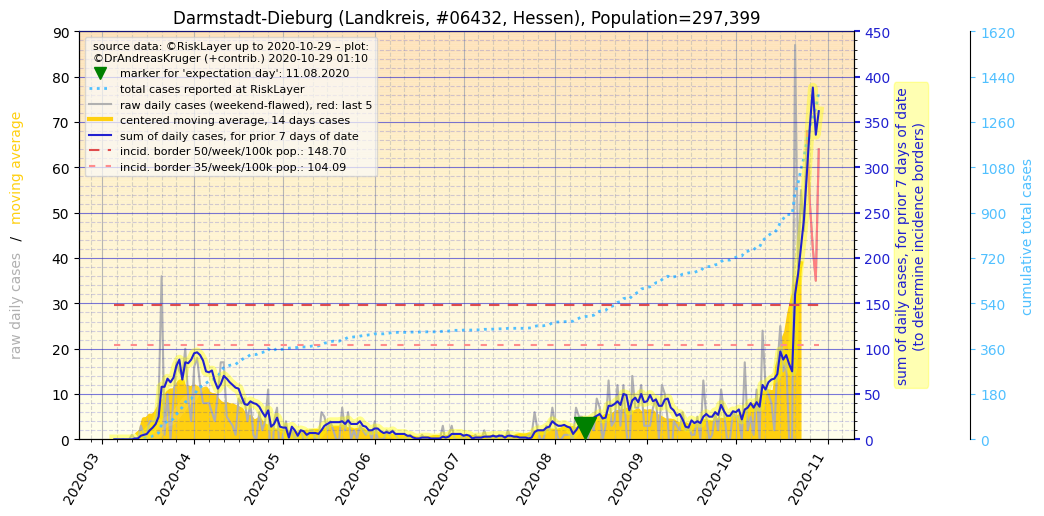 Darmstadt-Dieburg (Landkreis, #06432, Hessen), Population=297,399
source data: ©RiskLayer up to 2020-10-29 – plot:
©DrAndreasKruger (+contrib.) 2020-10-29 01:10
marker for 'expectation day': 11.08.2020
total cases reported at RiskLayer
raw daily cases (weekend-flawed), red: last 5
centered moving average, 14 days cases
sum of daily cases, for prior 7 days of date
incid. border 50/week/100k pop.: 148.70
incid. border 35/week/100k pop.: 104.09
raw daily cases / moving average
90
80
70
60
50
40
30
20
10
0
450
400
350
300
250
200
150
100
50
0
sum of daily cases, for prior 7 days of date
(to determine incidence borders)
1620
1440
1260
1080
900
720
540
360
180
0
cumulative total cases
2020-03
2020-04
2020-05
2020-06
2020-07
2020-08
2020-09
2020-10
2020-11